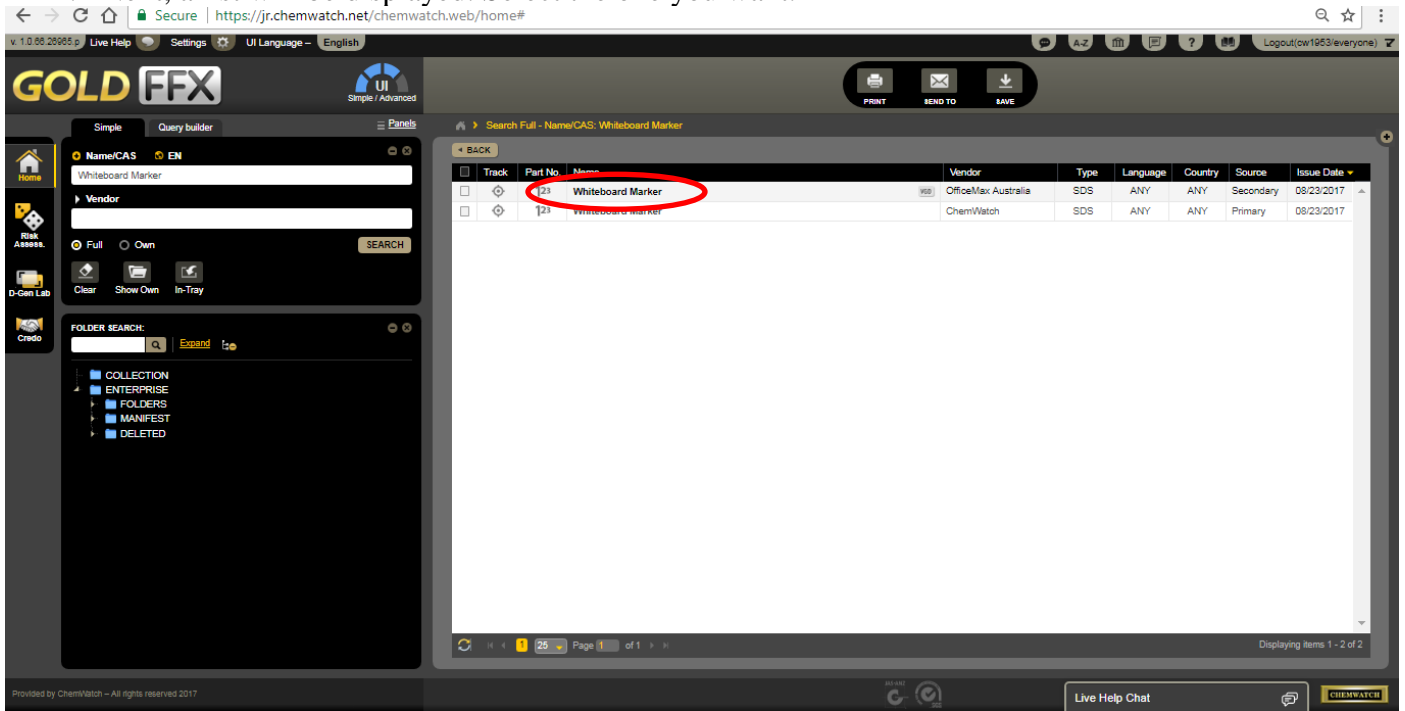 Secure | https://jr.chemwatch.net/chemwatch.web/home#
v. 1.0.66.26965.p Live Help Settings UI Language – English A-Z ? Logout(cw1953/everyone)
GOLD FFX UI Simple / Advanced
PRINT SEND TO SAVE
Simple Query builder Panels
Search Full - Name/CAS: Whiteboard Marker
Home
Risk Assess.
D-Gen Lab
Credo
Name/CAS EN
Whiteboard Marker
Vendor
Full Own SEARCH
Clear Show Own In-Tray
FOLDER SEARCH:
Expand
COLLECTION
ENTERPRISE
FOLDERS
MANIFEST
DELETED
BACK
Track Part No. Name Vendor Type Language Country Source Issue Date
123 Whiteboard Marker OfficeMax Australia SDS ANY ANY Secondary 08/23/2017
123 Whiteboard Marker ChemWatch SDS ANY ANY Primary 08/23/2017
1 25 Page 1 of 1 Displaying items 1 - 2 of 2
Provided by ChemWatch – All rights reserved 2017
Live Help Chat
CHEMWATCH